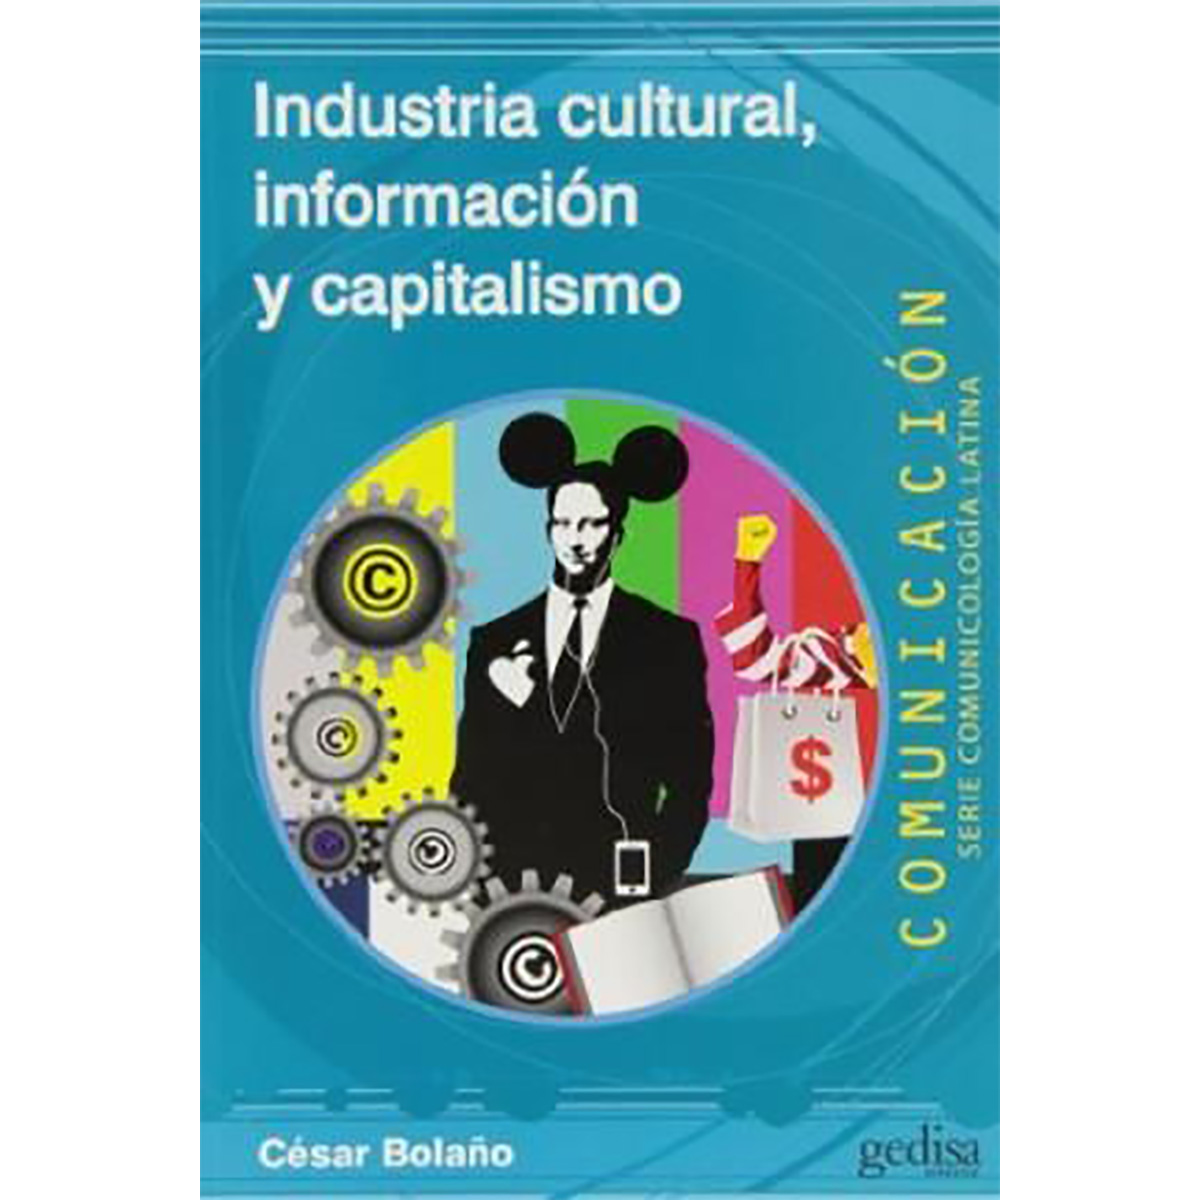 Industria cultural,
información
y capitalismo
COMUNICACIÓN
SERIE COMUNICOLOGÍA LATINA
©
©
©
©
$
César Bolaño
gedisa